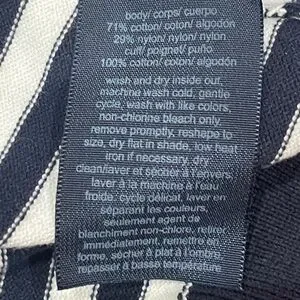 body/ corps/ cuerpo
71% cotton/ coton/ algodón
29% nylon/ nylon/ nylon
cuff/ poignet/ puño
100% cotton/ coton/ algodón
wash and dry inside out,
machine wash cold, gentle
cycle, wash with like colors,
non-chlorine bleach only
remove promptly, reshape to
size, dry flat in shade, low heat
iron if necessary, dry
clean/laver et sécher à l'envers,
laver à la machine à l'eau
froide, cycle délicat, laver en
séparant les couleurs,
seulement agent de
blanchiment non-chlore, retirer
immédiatement, remettre en
forme, sécher à plat à l'ombre,
repasser à basse température